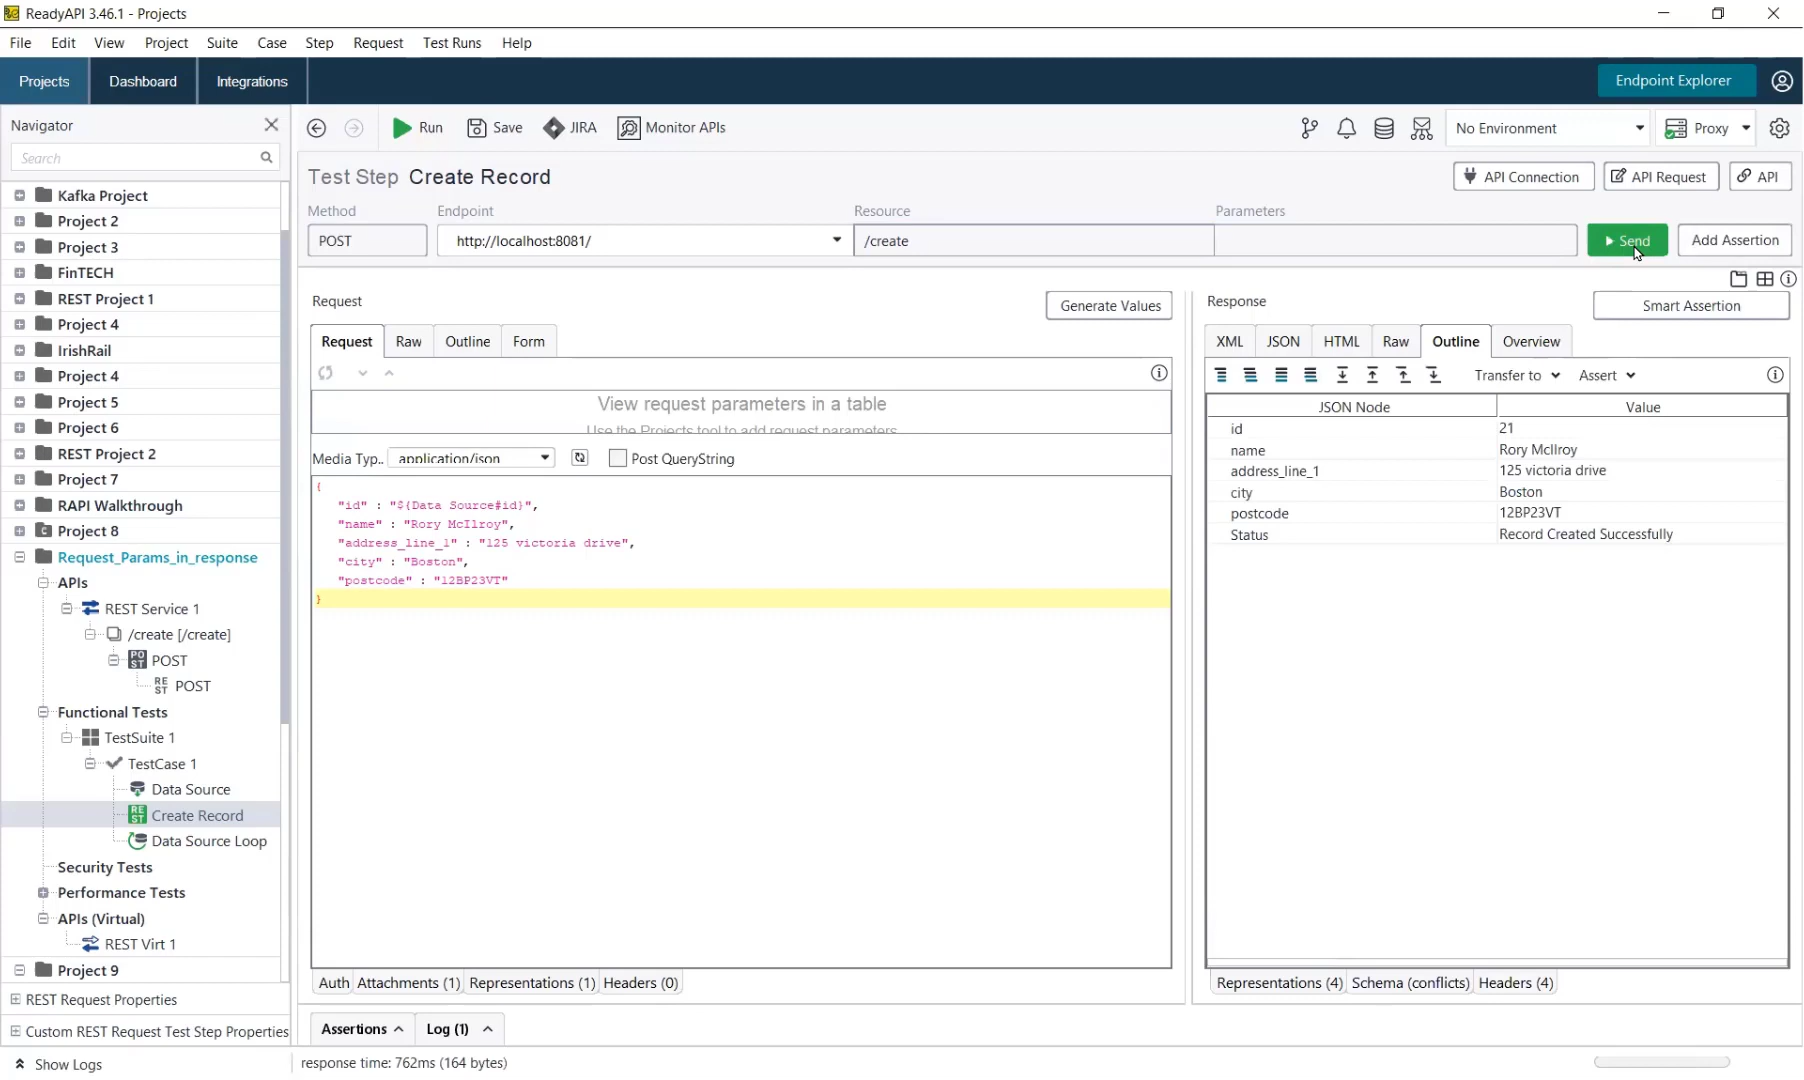 ReadyAPI 3.46.1 - Projects
File Edit View Project Suite Case Step Request Test Runs Help
Projects Dashboard Integrations Endpoint Explorer
Navigator
Search
Kafka Project
Project 2
Project 3
FinTECH
REST Project 1
Project 4
IrishRail
Project 4
Project 5
Project 6
REST Project 2
Project 7
RAPI Walkthrough
Project 8
Request_Params_in_response
APIs
REST Service 1
/create [/create]
POST
POST
Functional Tests
TestSuite 1
TestCase 1
Data Source
Create Record
Data Source Loop
Security Tests
Performance Tests
APIs (Virtual)
REST Virt 1
Project 9
REST Request Properties
Custom REST Request Test Step Properties
Show Logs
Run Save JIRA Monitor APIs No Environment Proxy
Test Step Create Record API Connection API Request API
Method Endpoint Resource Parameters
POST http://localhost:8081/ /create Send Add Assertion
Request Generate Values
Request Raw Outline Form
View request parameters in a table
Use the Projects tool to add request parameters
Media Typ.. application/json Post QueryString
{
"id" : "${Data Source#id}",
"name" : "Rory McIlroy",
"address_line_1" : "125 victoria drive",
"city" : "Boston",
"postcode" : "12BP23VT"
}
Auth Attachments (1) Representations (1) Headers (0)
Response Smart Assertion
XML JSON HTML Raw Outline Overview
Transfer to Assert
JSON Node Value
id 21
name Rory McIlroy
address_line_1 125 victoria drive
city Boston
postcode 12BP23VT
Status Record Created Successfully
Representations (4) Schema (conflicts) Headers (4)
Assertions Log (1)
response time: 762ms (164 bytes)